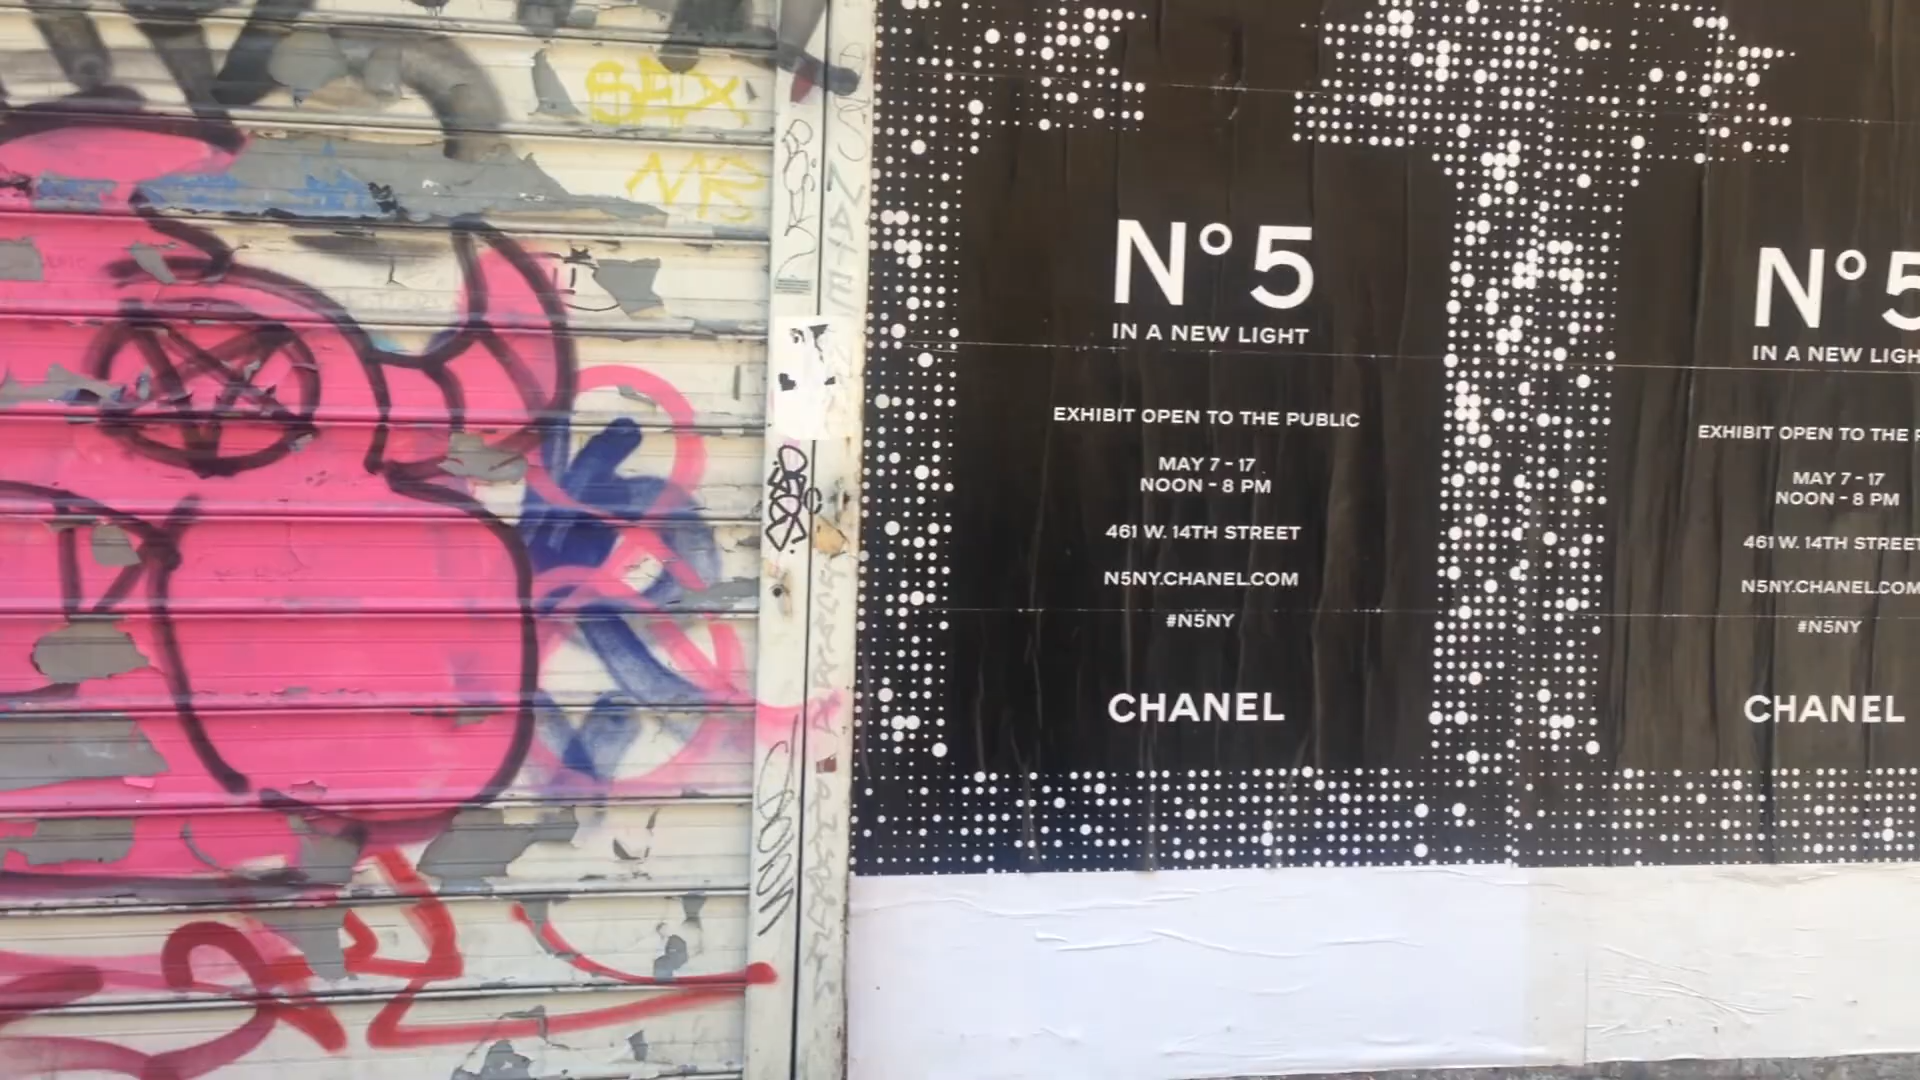 SEX
N° 5
IN A NEW LIGHT
EXHIBIT OPEN TO THE PUBLIC
MAY 7 - 17
NOON - 8 PM
461 W. 14TH STREET
N5NY.CHANEL.COM
#N5NY
CHANEL
N° 5
IN A NEW LIGH
EXHIBIT OPEN TO THE P
MAY 7 - 17
NOON - 8 PM
461 W. 14TH STREET
N5NY.CHANEL.COM
#N5NY
CHANEL